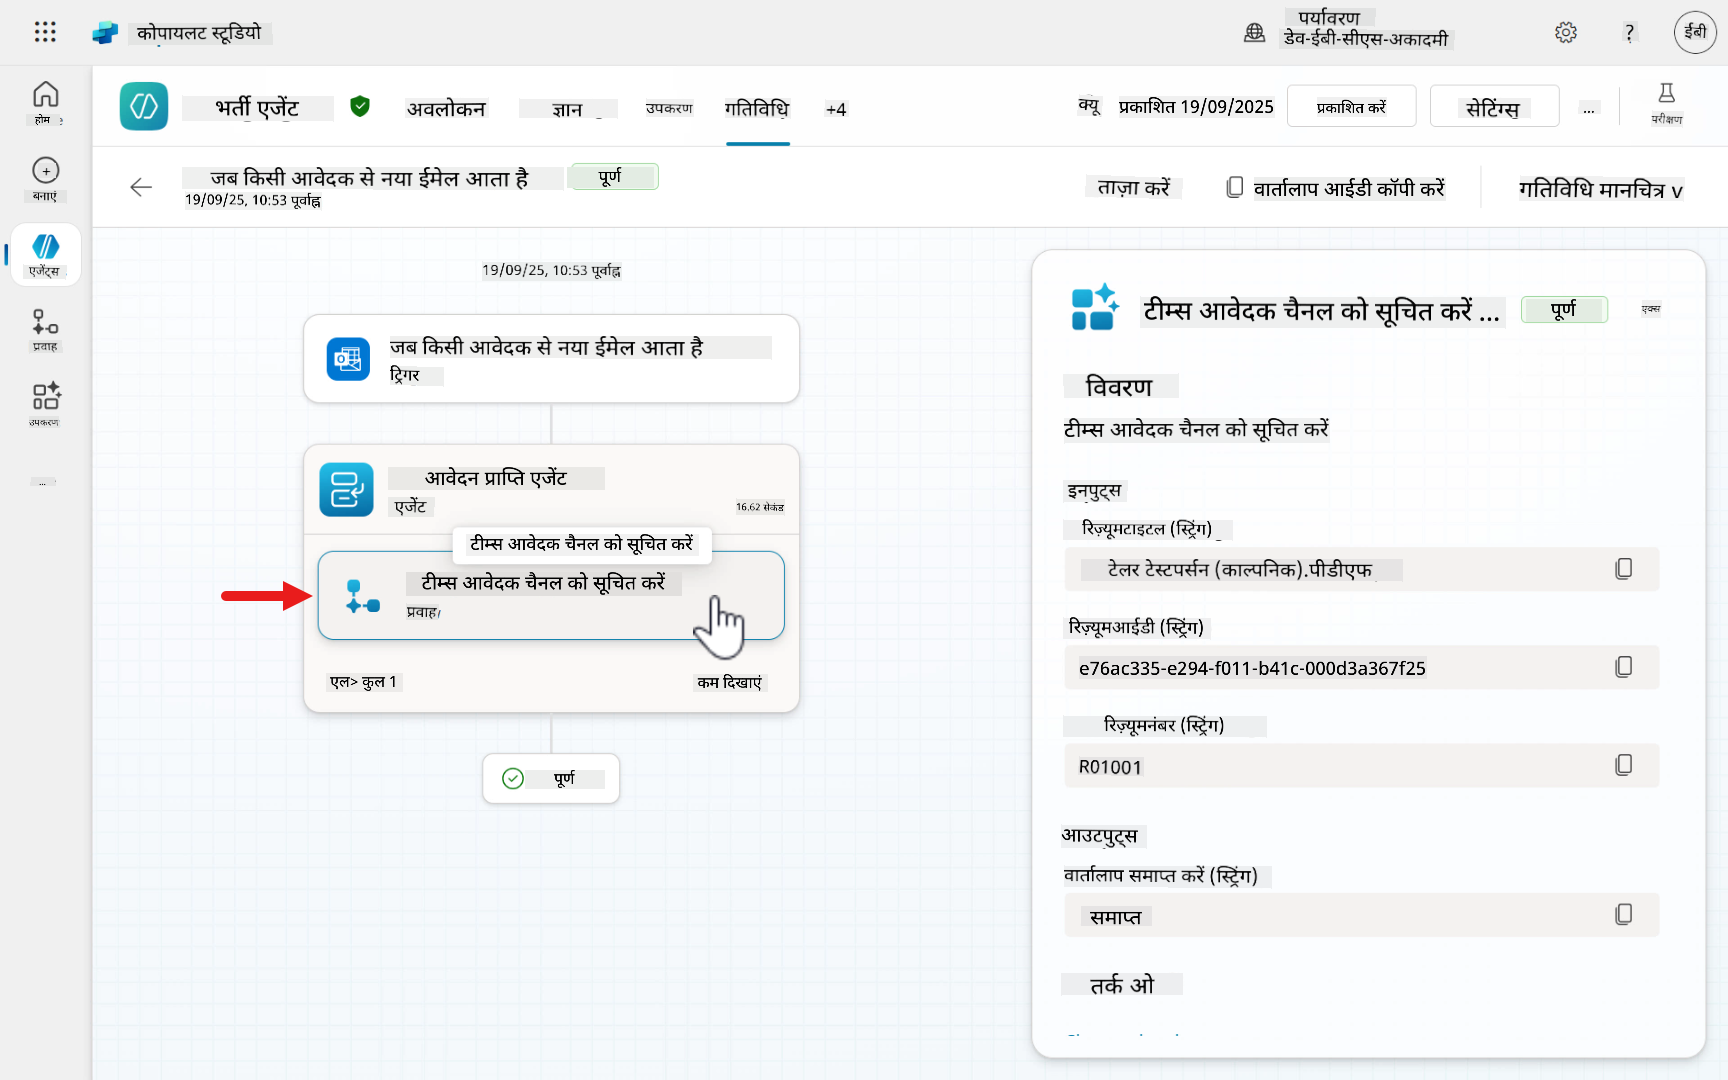 कोपायलट स्टूडियो
पर्यावरण
डेव-ईबी-सीएस-अकादमी
?
ईबी
होम
बनाएं
एजेंट्स
प्रवाह
उपकरण
...
भर्ती एजेंट
अवलोकन
ज्ञान
उपकरण
गतिविधि
+4
क्यू
प्रकाशित 19/09/2025
प्रकाशित करें
सेटिंग्स
...
परीक्षण
जब किसी आवेदक से नया ईमेल आता है
पूर्ण
19/09/25, 10:53 पूर्वाह्न
ताज़ा करें
वार्तालाप आईडी कॉपी करें
गतिविधि मानचित्र v
19/09/25, 10:53 पूर्वाह्न
जब किसी आवेदक से नया ईमेल आता है
ट्रिगर
आवेदन प्राप्ति एजेंट
एजेंट
16.62 सेकंड
टीम्स आवेदक चैनल को सूचित करें
टीम्स आवेदक चैनल को सूचित करें
प्रवाह
एल> कुल 1
कम दिखाएं
पूर्ण
टीम्स आवेदक चैनल को सूचित करें ...
पूर्ण
एक्स
विवरण
टीम्स आवेदक चैनल को सूचित करें
इनपुट्स
रिज़्यूमटाइटल (स्ट्रिंग)
टेलर टेस्टपर्सन (काल्पनिक).पीडीएफ
रिज़्यूमआईडी (स्ट्रिंग)
e76ac335-e294-f011-b41c-000d3a367f25
रिज़्यूमनंबर (स्ट्रिंग)
R01001
आउटपुट्स
वार्तालाप समाप्त करें (स्ट्रिंग)
समाप्त
तर्क ओ